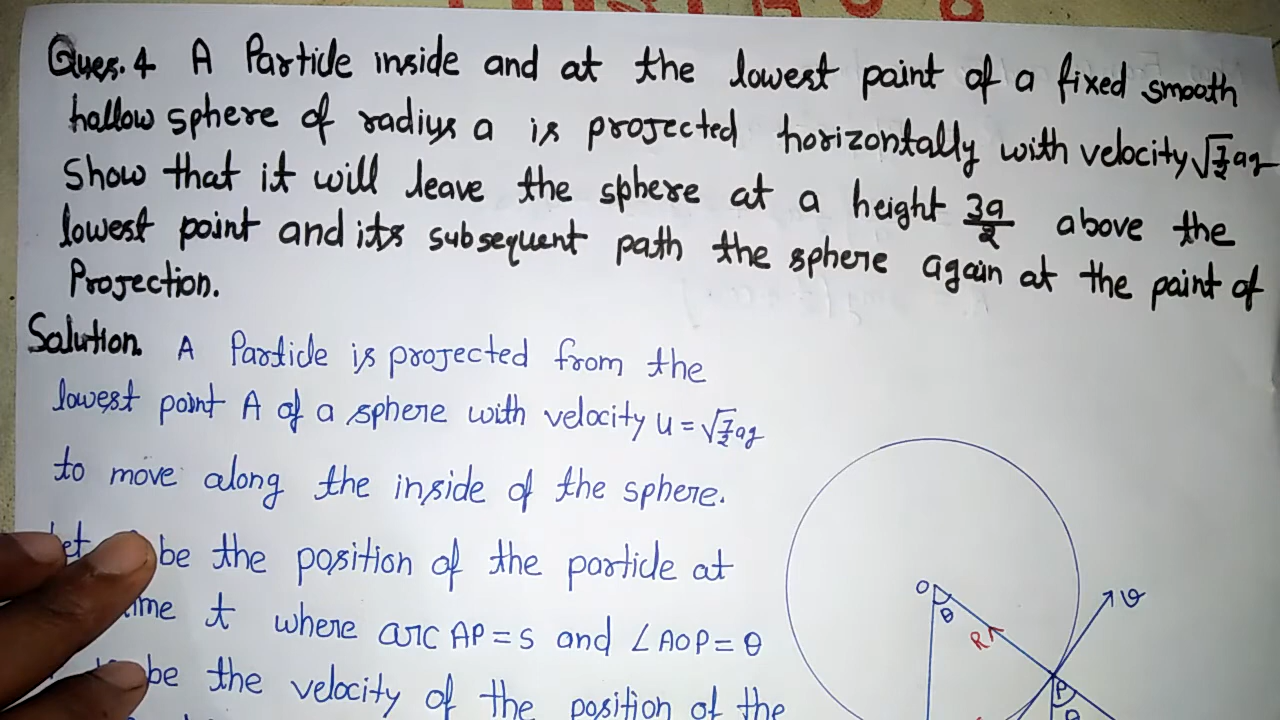 Ques. 4 A Particle inside and at the lowest point of a fixed smooth
hallow sphere of radius a is projected horizontally with velocity √7/2 ag
Show that it will leave the sphere at a height 3a/2 above the
lowest point and its subsequent path the sphere again at the point of
Projection.
Solution. A Particle is projected from the
lowest point A of a sphere with velocity u = √7/2 ag
to move along the inside of the sphere.
be the position of the particle at
time t where arc AP = s and ∠AOP = θ
be the velocity of the position of the
O
θ
R
v
P
θ